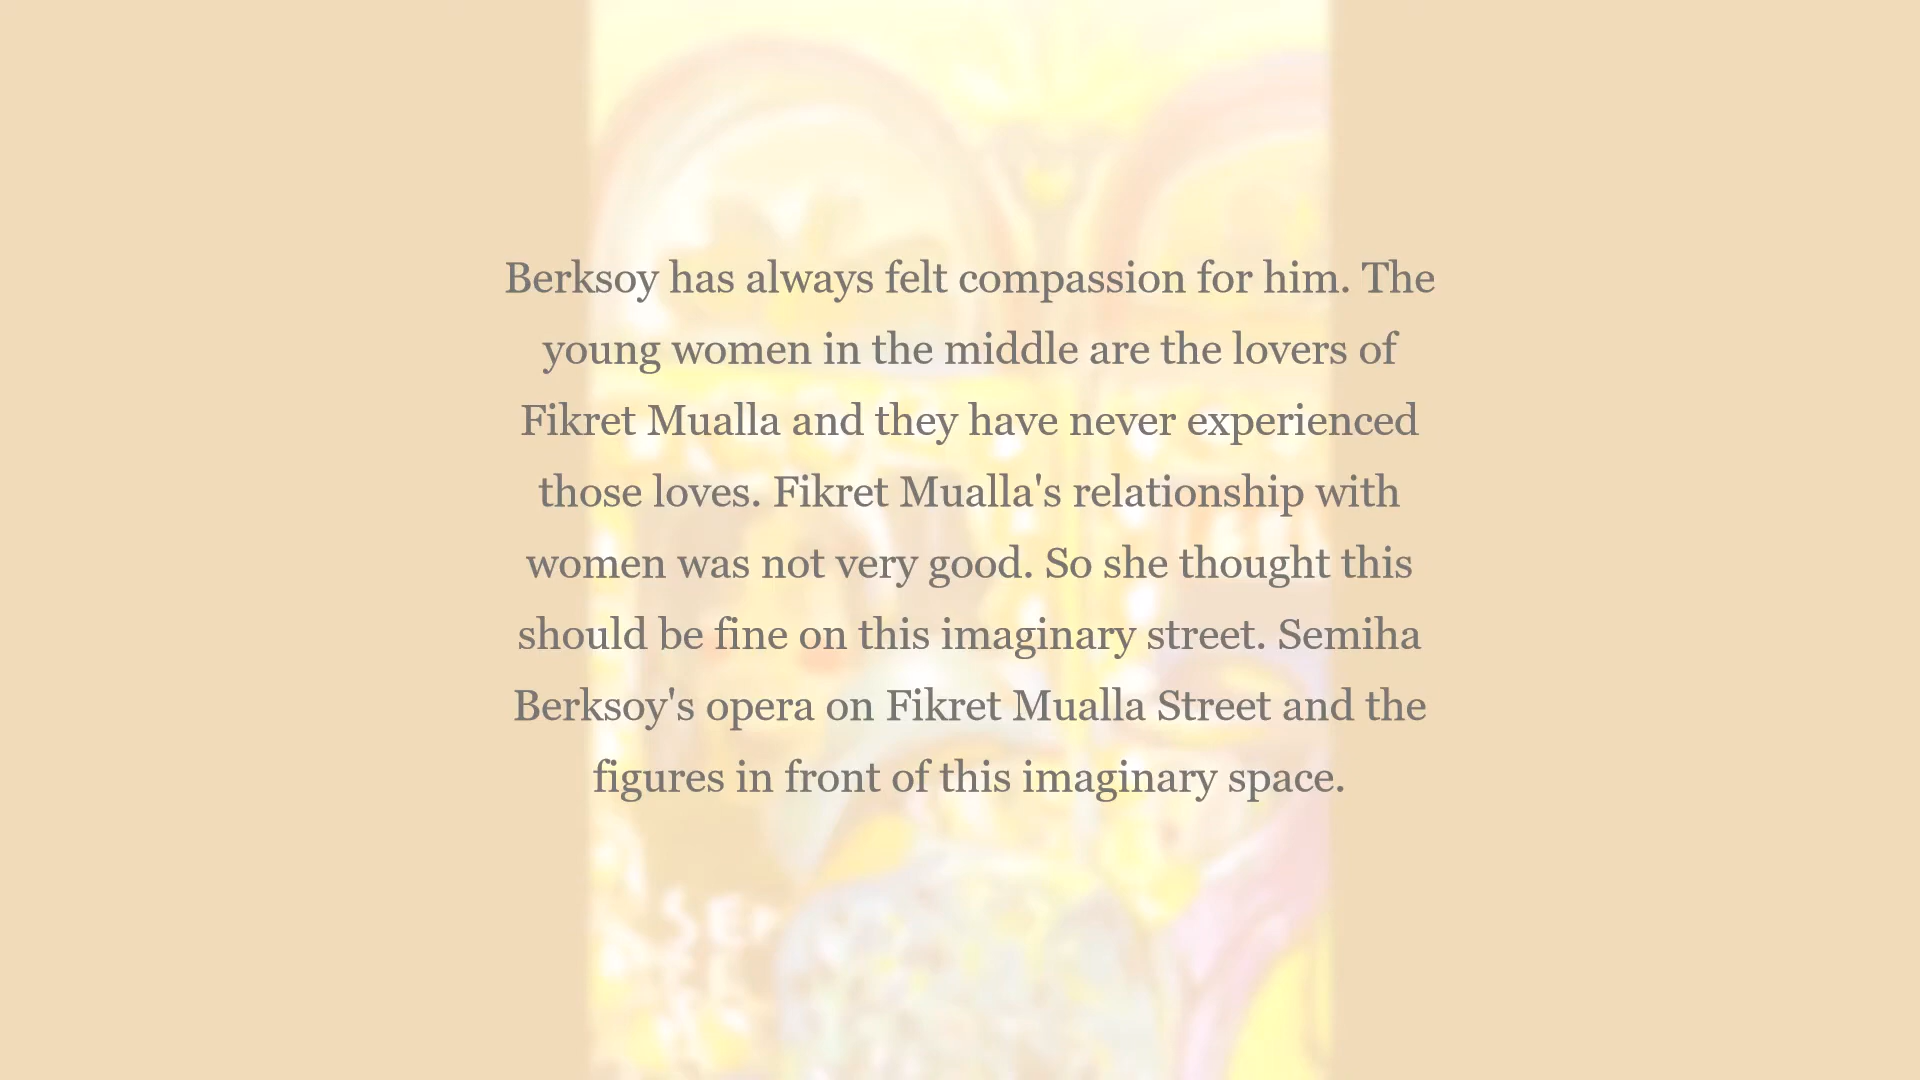 Berksoy has always felt compassion for him. The
young women in the middle are the lovers of
Fikret Mualla and they have never experienced
those loves. Fikret Mualla's relationship with
women was not very good. So she thought this
should be fine on this imaginary street. Semiha
Berksoy's opera on Fikret Mualla Street and the
figures in front of this imaginary space.